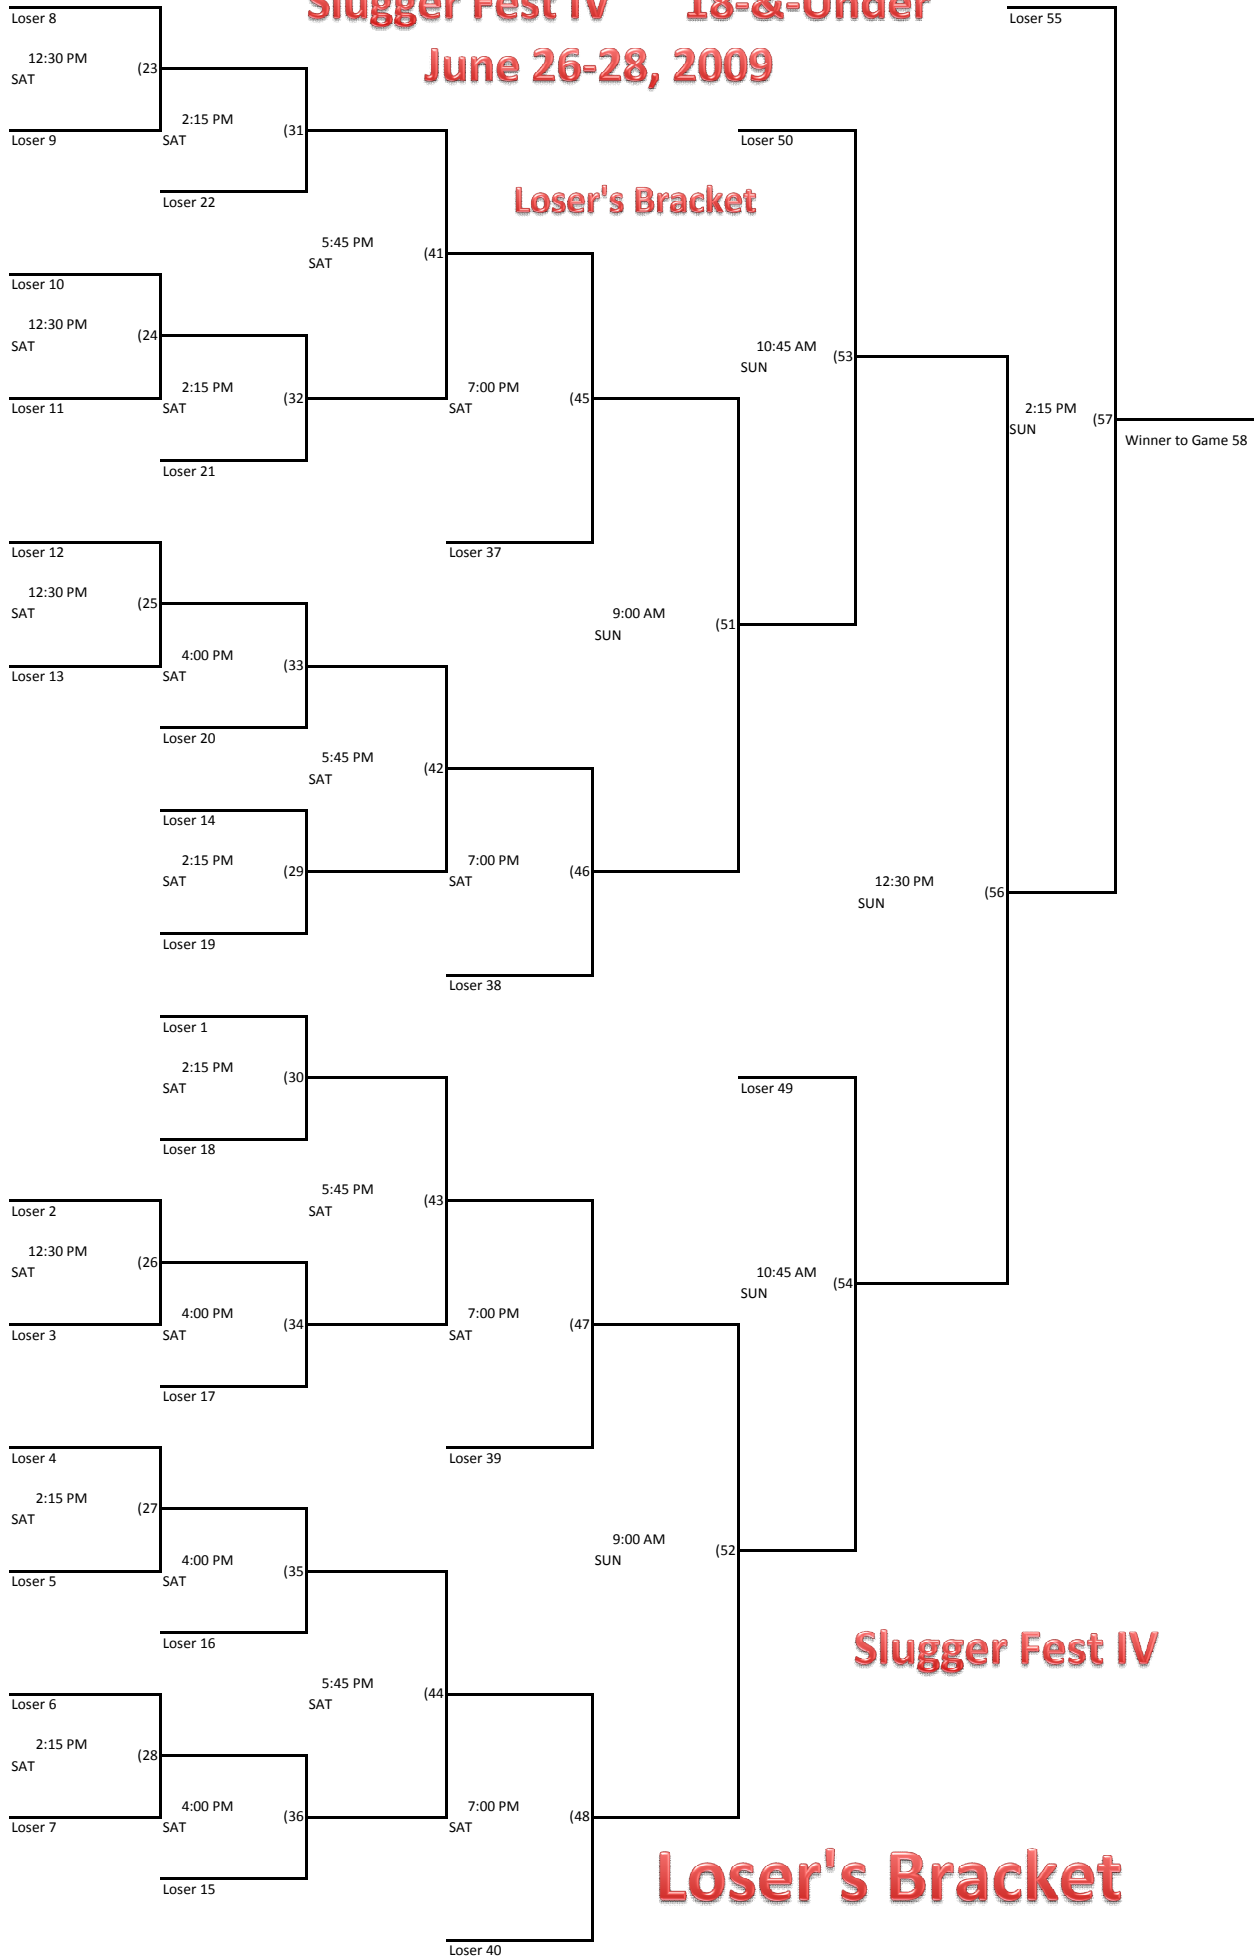 Slugger Fest IV 18-&-Under
June 26-28, 2009
Loser 8
Loser 55
12:30 PM
SAT
(23
2:15 PM
SAT
(31
Loser 9
Loser 50
Loser 22
Loser's Bracket
5:45 PM
SAT
(41
Loser 10
12:30 PM
SAT
(24
10:45 AM
SUN
(53
2:15 PM
SAT
(32
7:00 PM
SAT
(45
Loser 11
2:15 PM
SUN
(57
Winner to Game 58
Loser 21
Loser 12
Loser 37
12:30 PM
SAT
(25
9:00 AM
SUN
(51
4:00 PM
SAT
(33
Loser 13
Loser 20
5:45 PM
SAT
(42
Loser 14
2:15 PM
SAT
(29
7:00 PM
SAT
(46
12:30 PM
SUN
(56
Loser 19
Loser 38
Loser 1
2:15 PM
SAT
(30
Loser 49
Loser 18
5:45 PM
SAT
(43
Loser 2
12:30 PM
SAT
(26
10:45 AM
SUN
(54
4:00 PM
SAT
(34
7:00 PM
SAT
(47
Loser 3
Loser 17
Loser 4
Loser 39
2:15 PM
SAT
(27
9:00 AM
SUN
(52
4:00 PM
SAT
(35
Loser 5
Loser 16
Slugger Fest IV
5:45 PM
SAT
(44
Loser 6
2:15 PM
SAT
(28
4:00 PM
SAT
(36
7:00 PM
SAT
(48
Loser 7
Loser 15
Loser's Bracket
Loser 40